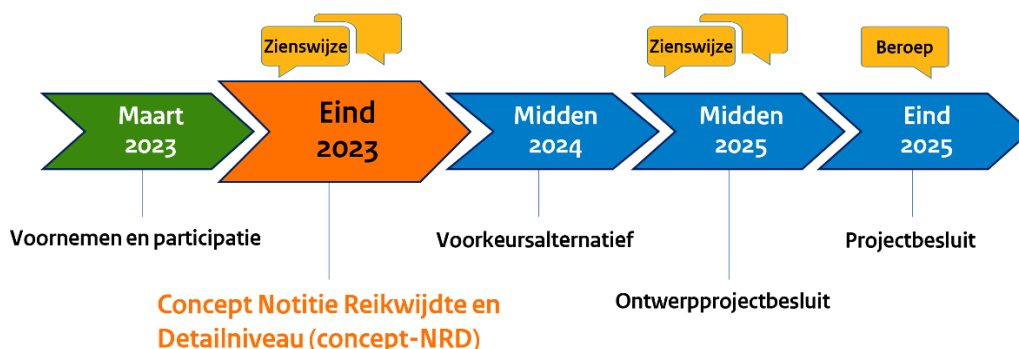 Zienswijze
Zienswijze
Beroep
Maart
2023
Eind
2023
Midden
2024
Midden
2025
Eind
2025
Voornemen en participatie
Voorkeursalternatief
Projectbesluit
Concept Notitie Reikwijdte en
Detailniveau (concept-NRD)
Ontwerpprojectbesluit